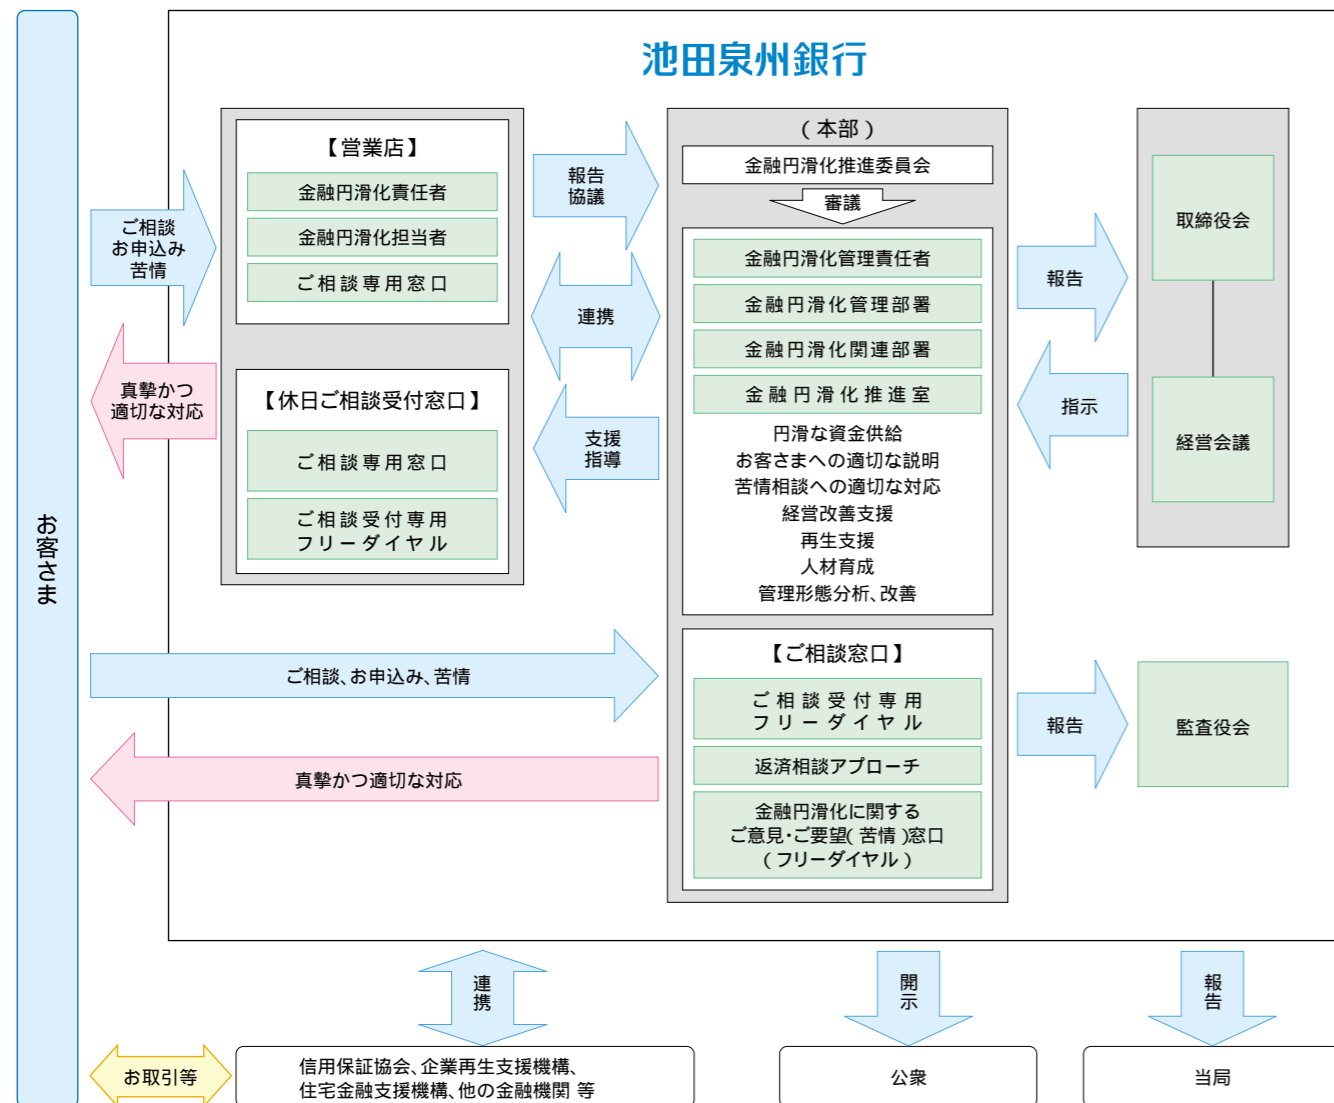 池田泉州銀行
お客さま
ご相談
お申込み
苦情
真摯かつ
適切な対応
【営業店】
金融円滑化責任者
金融円滑化担当者
ご相談専用窓口
【休日ご相談受付窓口】
ご相談専用窓口
ご相談受付専用
フリーダイヤル
報告
協議
連携
支援
指導
(本部)
金融円滑化推進委員会
審議
金融円滑化管理責任者
金融円滑化管理部署
金融円滑化関連部署
金融円滑化推進室
円滑な資金供給
お客さまへの適切な説明
苦情相談への適切な対応
経営改善支援
再生支援
人材育成
管理形態分析、改善
報告
指示
取締役会
経営会議
ご相談、お申込み、苦情
真摯かつ適切な対応
【ご相談窓口】
ご相談受付専用
フリーダイヤル
返済相談アプローチ
金融円滑化に関する
ご意見・ご要望(苦情)窓口
(フリーダイヤル)
報告
監査役会
連携
開示
報告
お取引等
信用保証協会、企業再生支援機構、
住宅金融支援機構、他の金融機関 等
公衆
当局